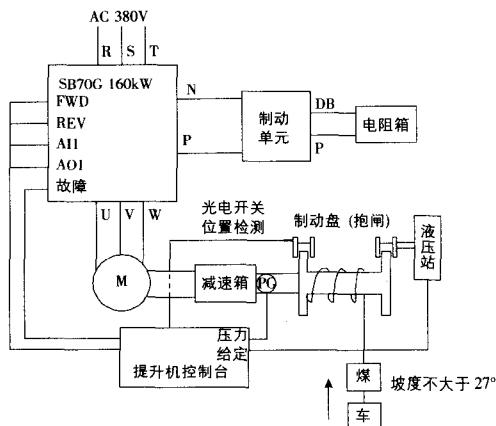 AC 380V
R S T
SB70G 160kW
FWD
REV
AI1
AO1
故障
N
P
制动
单元
DB
P
电阻箱
U V W
光电开关
位置检测
制动盘 (抱闸)
液压站
M
减速箱
PG
压力
给定
提升机控制台
煤
坡度不大于 27°
车